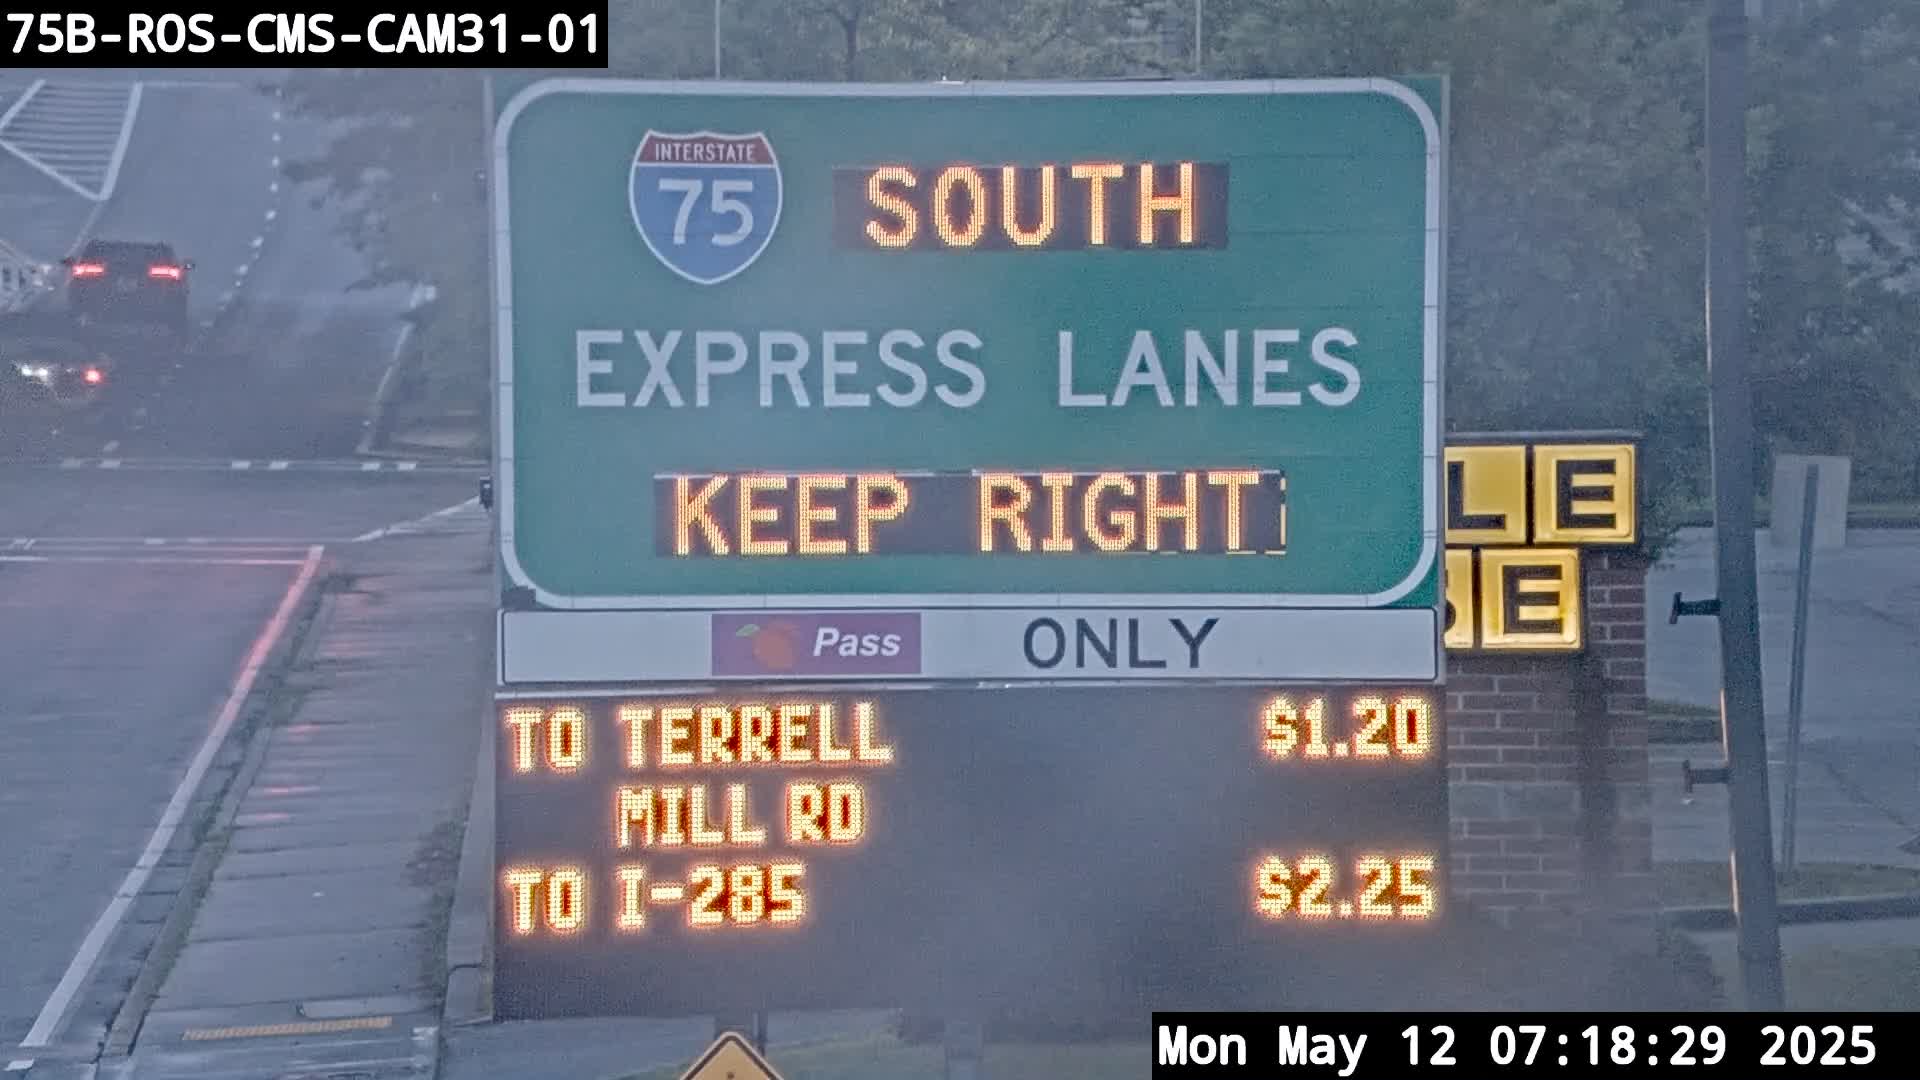 75B-ROS-CMS-CAM31-01
INTERSTATE
75
SOUTH
EXPRESS LANES
KEEP RIGHT
Pass ONLY
TO TERRELL $1.20
MILL RD
TO I-285 $2.25
LE
E
Mon May 12 07:18:29 2025